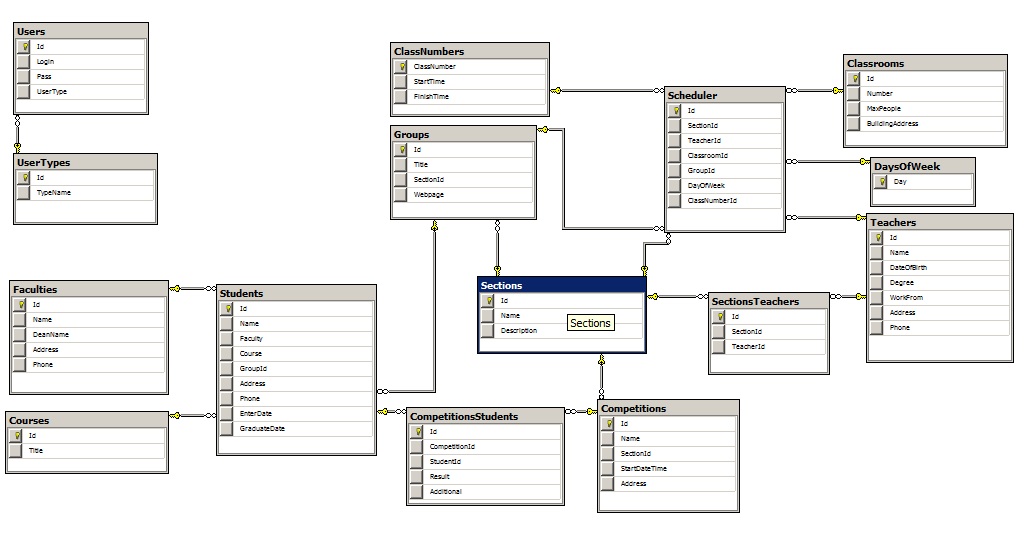 Users
Id
Login
Pass
UserType
UserTypes
Id
TypeName
ClassNumbers
ClassNumber
StartTime
FinishTime
Groups
Id
Title
SectionId
Webpage
Scheduler
Id
SectionId
TeacherId
ClassroomId
GroupId
DayOfWeek
ClassNumberId
Classrooms
Id
Number
MaxPeople
BuildingAddress
DaysOfWeek
Day
Teachers
Id
Name
DateOfBirth
Degree
WorkFrom
Address
Phone
Faculties
Id
Name
DeanName
Address
Phone
Students
Id
Name
Faculty
Course
GroupId
Address
Phone
EnterDate
GraduateDate
Sections
Id
Name
Description
Sections
SectionsTeachers
Id
SectionId
TeacherId
Courses
Id
Title
CompetitionsStudents
Id
CompetitionId
StudentId
Result
Additional
Competitions
Id
Name
SectionId
StartDateTime
Address